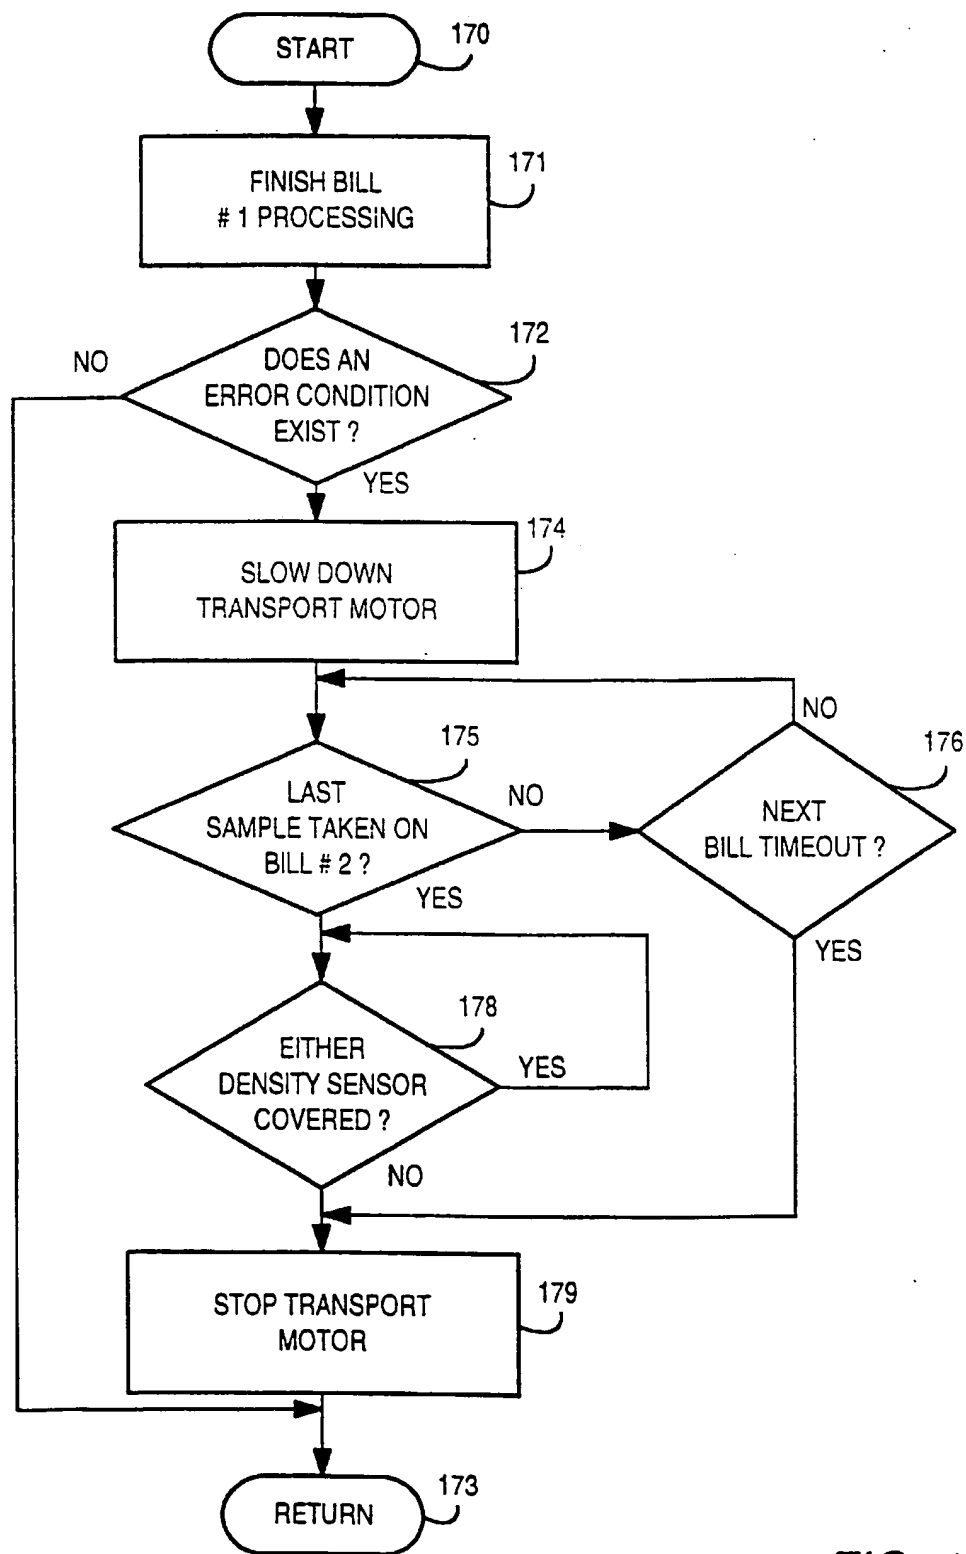 START
170
FINISH BILL
# 1 PROCESSING
171
DOES AN
ERROR CONDITION
EXIST ?
172
NO
YES
SLOW DOWN
TRANSPORT MOTOR
174
LAST
SAMPLE TAKEN ON
BILL # 2 ?
175
NO
YES
NEXT
BILL TIMEOUT ?
176
NO
YES
EITHER
DENSITY SENSOR
COVERED ?
178
YES
NO
STOP TRANSPORT
MOTOR
179
RETURN
173